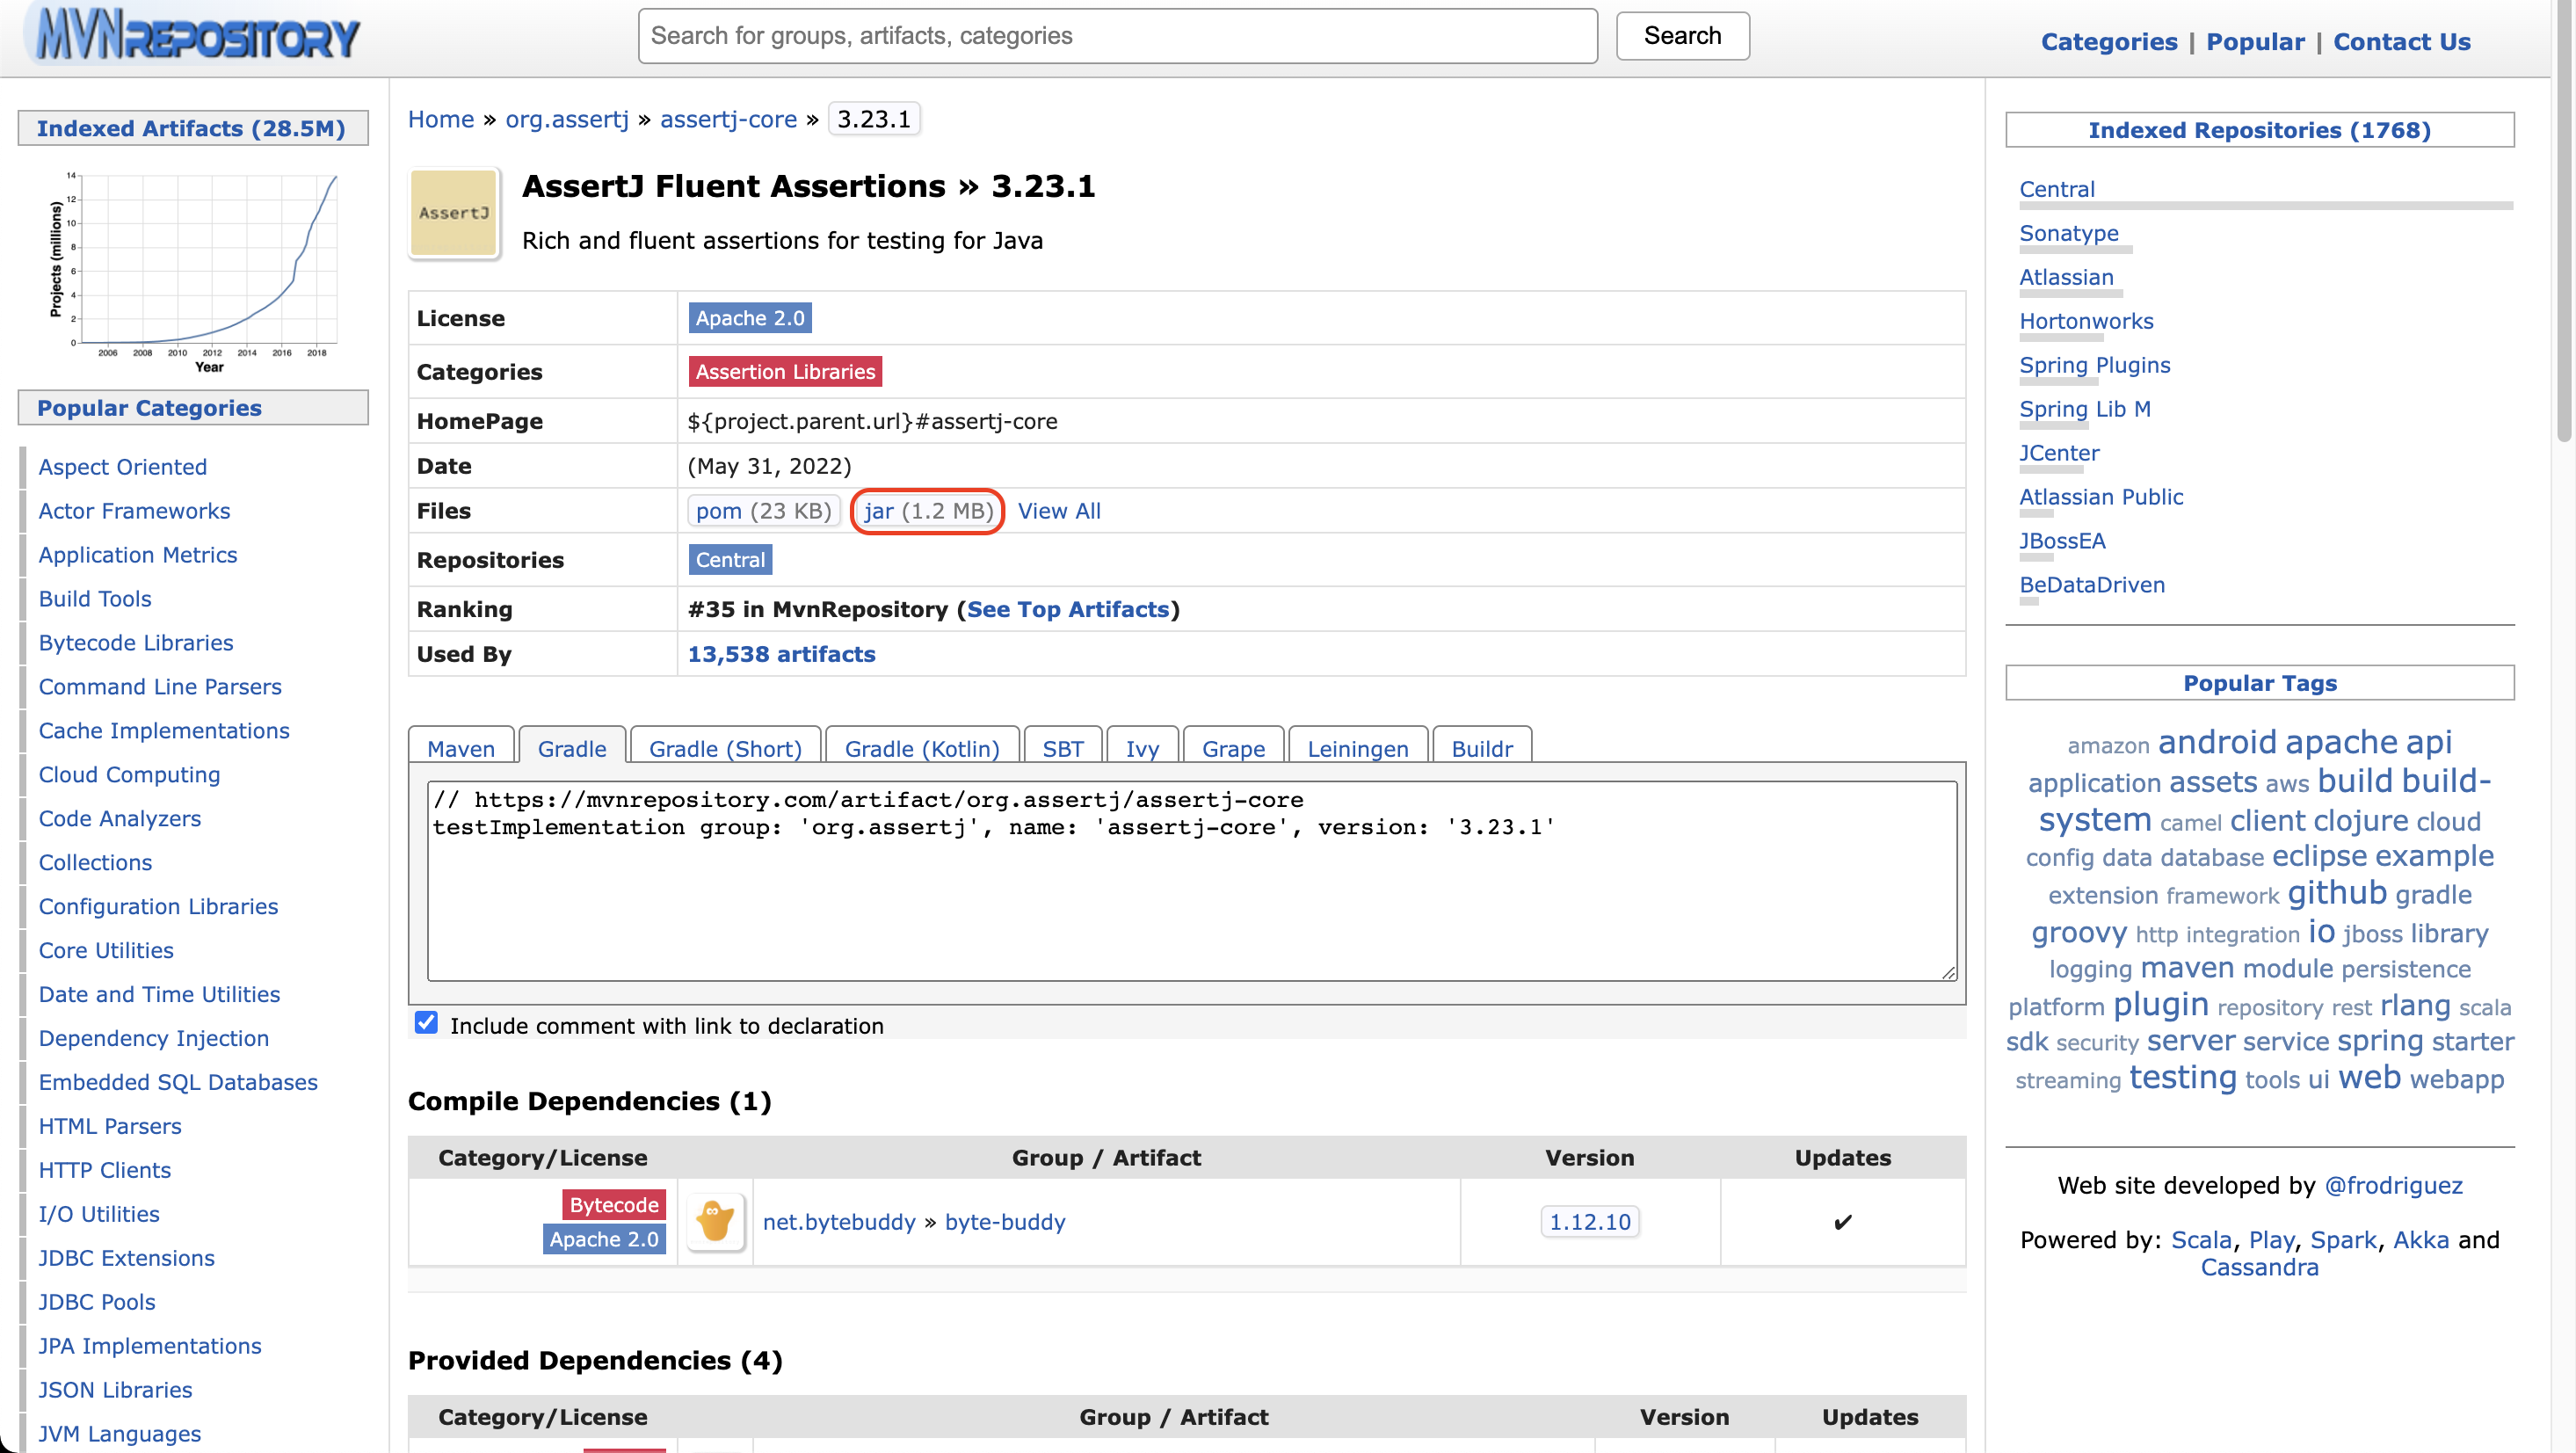 MVNREPOSITORY
Search for groups, artifacts, categories
Search
Categories | Popular | Contact Us
Indexed Artifacts (28.5M)
Projects (millions)
14
12
10
8
6
4
2
0
2006 2008 2010 2012 2014 2016 2018
Year
Popular Categories
Aspect Oriented
Actor Frameworks
Application Metrics
Build Tools
Bytecode Libraries
Command Line Parsers
Cache Implementations
Cloud Computing
Code Analyzers
Collections
Configuration Libraries
Core Utilities
Date and Time Utilities
Dependency Injection
Embedded SQL Databases
HTML Parsers
HTTP Clients
I/O Utilities
JDBC Extensions
JDBC Pools
JPA Implementations
JSON Libraries
JVM Languages
Home » org.assertj » assertj-core » 3.23.1
AssertJ
AssertJ Fluent Assertions » 3.23.1
Rich and fluent assertions for testing for Java
License Apache 2.0
Categories Assertion Libraries
HomePage ${project.parent.url}#assertj-core
Date (May 31, 2022)
Files pom (23 KB) jar (1.2 MB) View All
Repositories Central
Ranking #35 in MvnRepository (See Top Artifacts)
Used By 13,538 artifacts
Maven Gradle Gradle (Short) Gradle (Kotlin) SBT Ivy Grape Leiningen Buildr
// https://mvnrepository.com/artifact/org.assertj/assertj-core
testImplementation group: 'org.assertj', name: 'assertj-core', version: '3.23.1'
Include comment with link to declaration
Compile Dependencies (1)
Category/License Group / Artifact Version Updates
Bytecode
Apache 2.0
net.bytebuddy » byte-buddy 1.12.10 ✔
Provided Dependencies (4)
Category/License Group / Artifact Version Updates
Indexed Repositories (1768)
Central
Sonatype
Atlassian
Hortonworks
Spring Plugins
Spring Lib M
JCenter
Atlassian Public
JBossEA
BeDataDriven
Popular Tags
amazon android apache api
application assets aws build build-
system camel client clojure cloud
config data database eclipse example
extension framework github gradle
groovy http integration io jboss library
logging maven module persistence
platform plugin repository rest rlang scala
sdk security server service spring starter
streaming testing tools ui web webapp
Web site developed by @frodriguez
Powered by: Scala, Play, Spark, Akka and
Cassandra